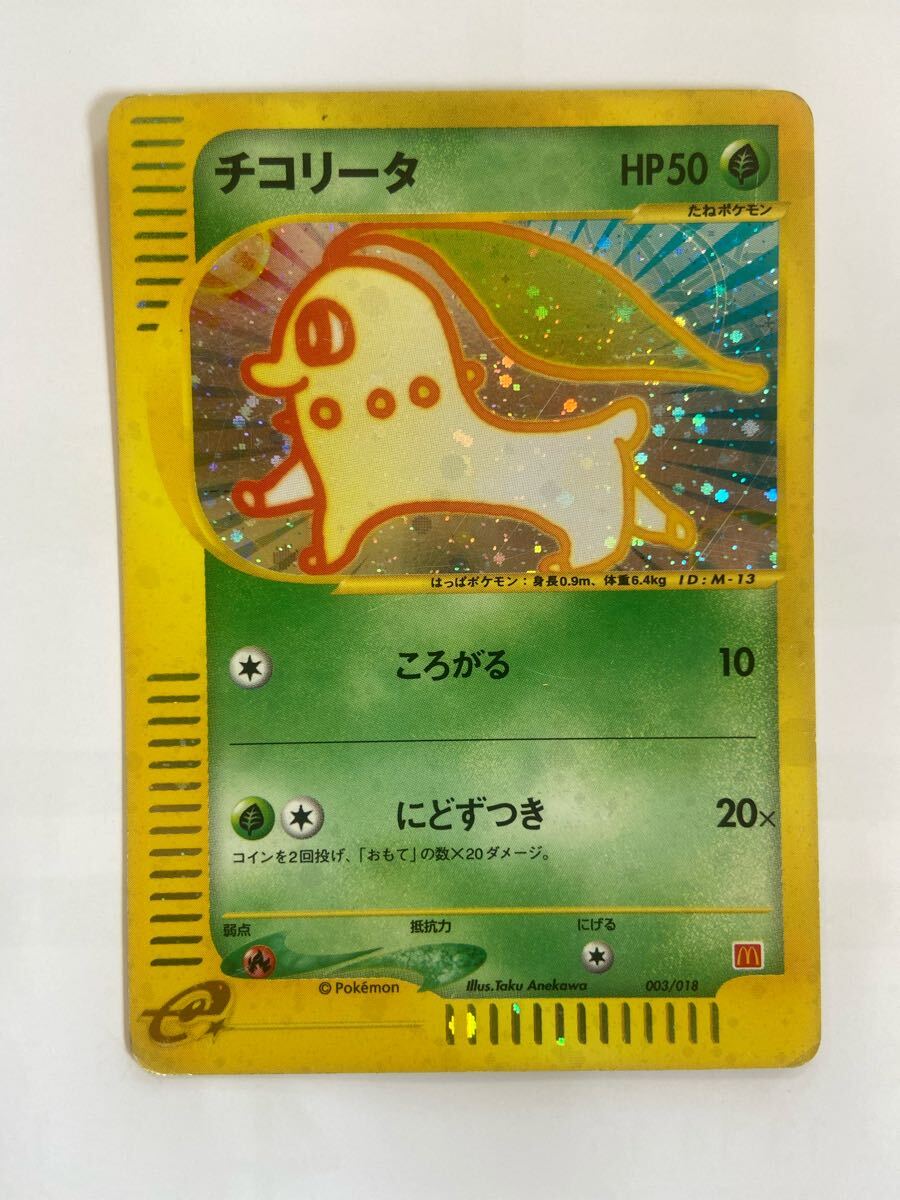 チコリータ HP50
たねポケモン
はっぱポケモン：身長0.9m、体重6.4kg ID：M-13
ころがる 10
にどずつき 20×
コインを2回投げ、「おもて」の数×20ダメージ。
弱点 抵抗力 にげる
© Pokémon Illus.Taku Anekawa 003/018